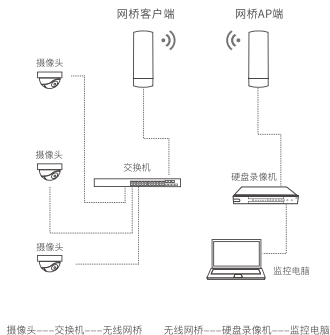 网桥客户端
网桥AP端
摄像头
摄像头
交换机
硬盘录像机
摄像头
监控电脑
摄像头---交换机---无线网桥
无线网桥---硬盘录像机---监控电脑